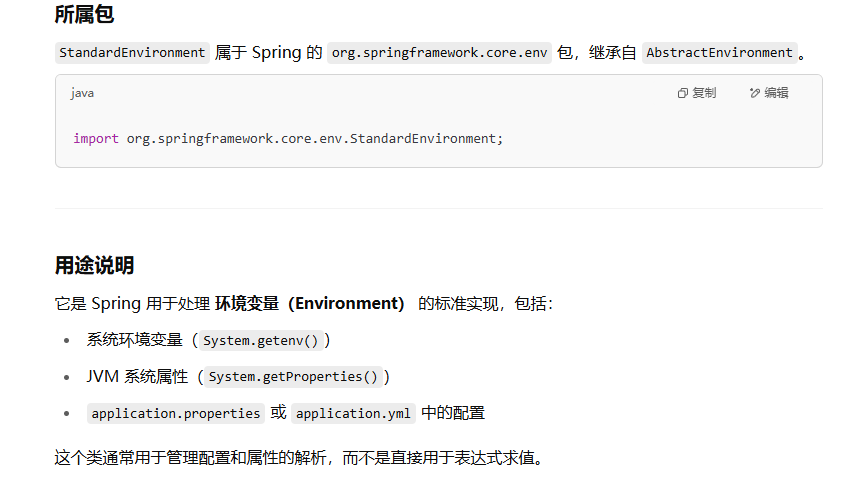 所属包
StandardEnvironment 属于 Spring 的 org.springframework.core.env 包，继承自 AbstractEnvironment。
java 复制 编辑
import org.springframework.core.env.StandardEnvironment;
用途说明
它是 Spring 用于处理 环境变量（Environment） 的标准实现，包括：
系统环境变量（System.getenv()）
JVM 系统属性（System.getProperties()）
application.properties 或 application.yml 中的配置
这个类通常用于管理配置和属性的解析，而不是直接用于表达式求值。